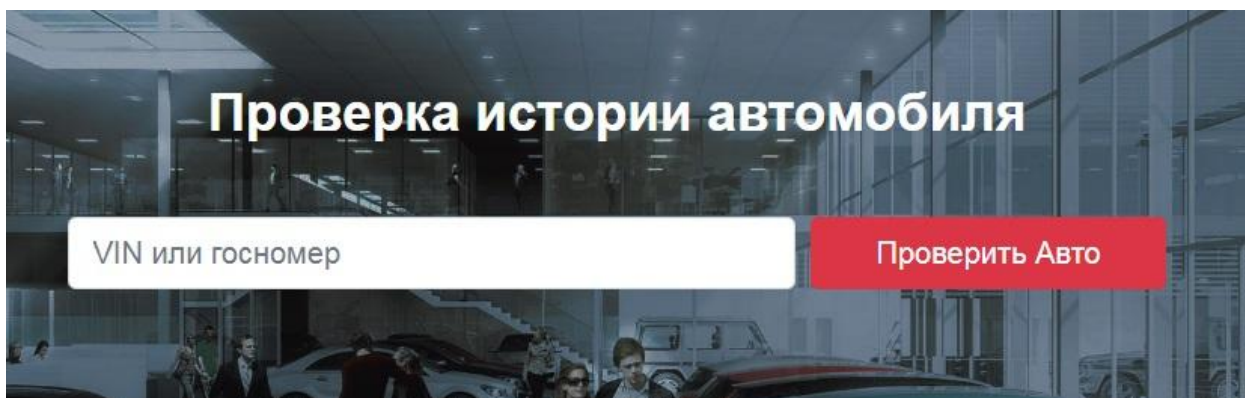 Проверка истории автомобиля
VIN или госномер
Проверить Авто